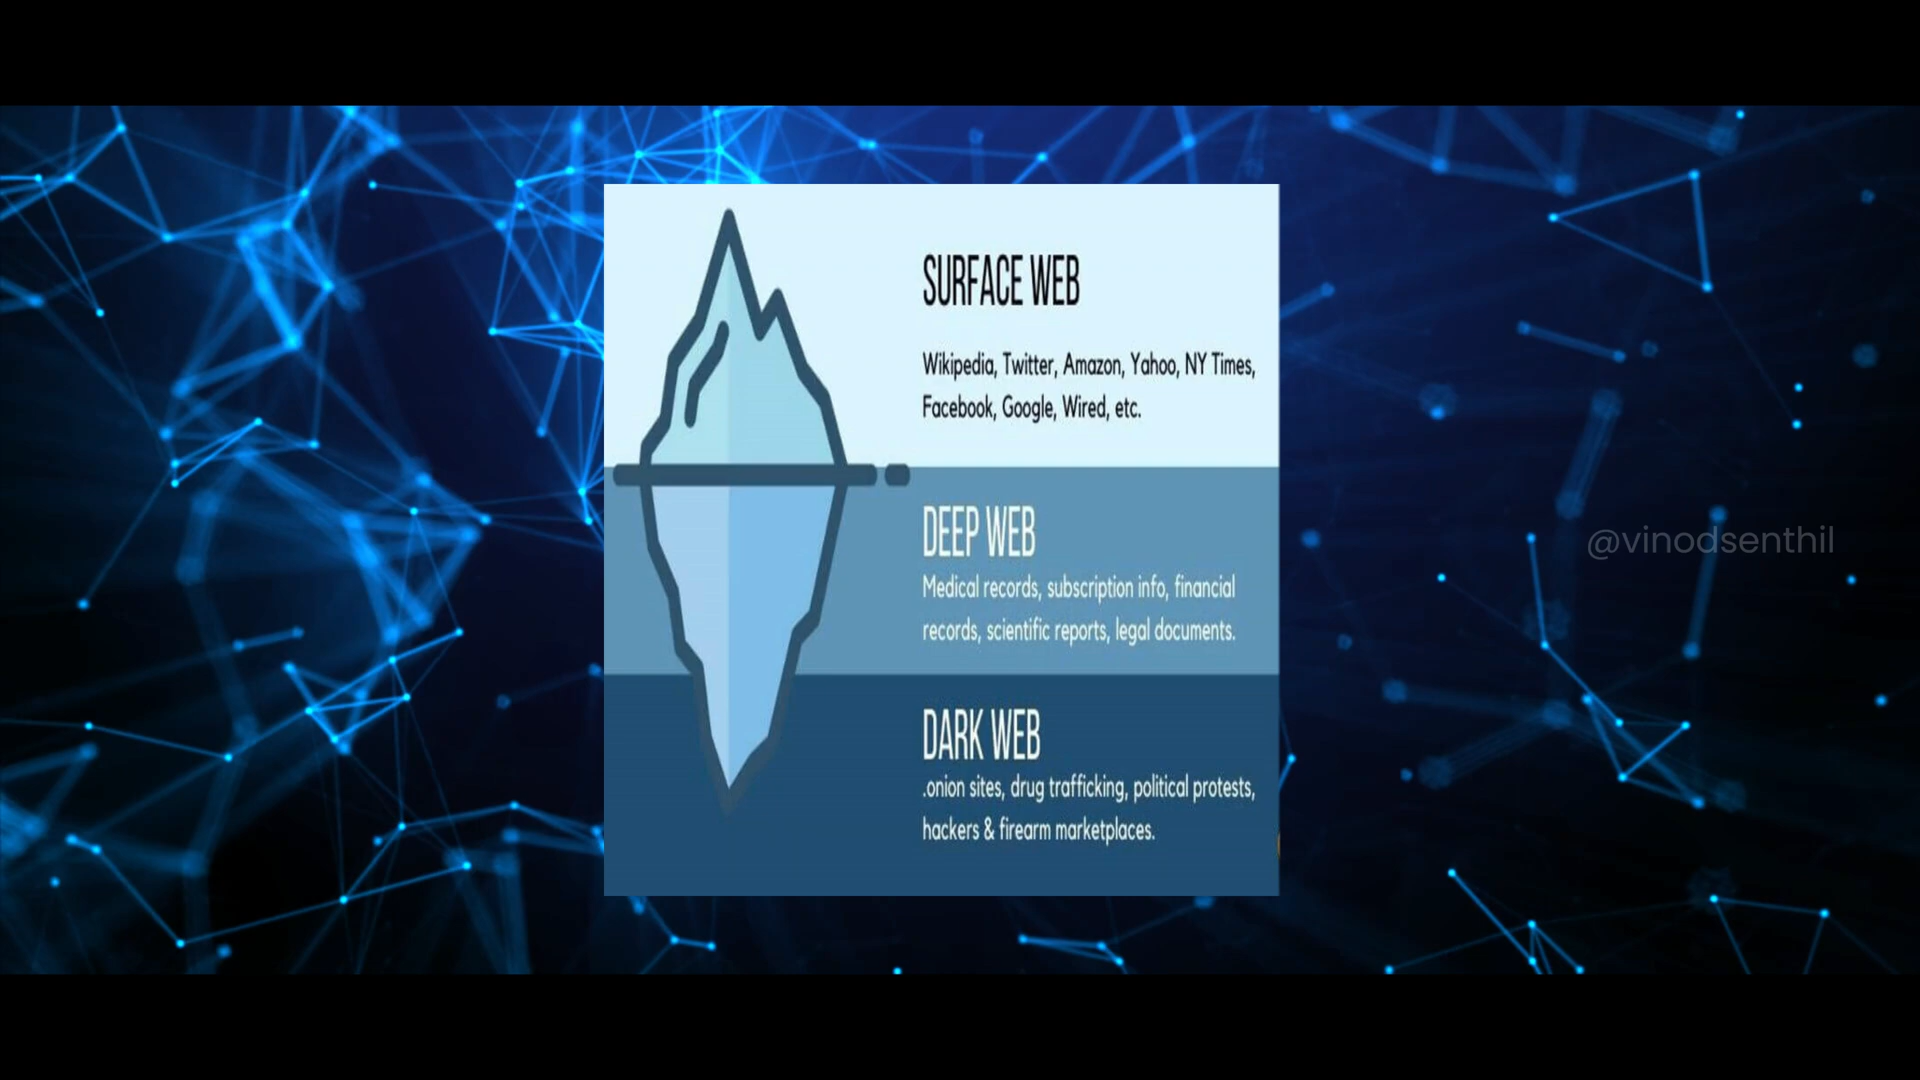 SURFACE WEB
Wikipedia, Twitter, Amazon, Yahoo, NY Times,
Facebook, Google, Wired, etc.
DEEP WEB
Medical records, subscription info, financial
records, scientific reports, legal documents.
DARK WEB
.onion sites, drug trafficking, political protests,
hackers & firearm marketplaces.
@vinodsenthil